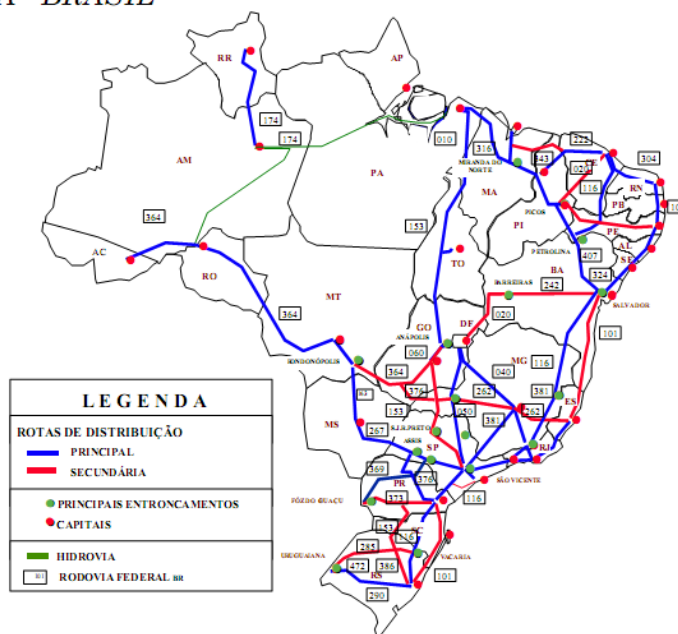 BRASIL
RR
AP
174
174
010
AM
PA
316
222
MIRANDA DO NORTE
343
020
CE
304
116
RN
MA
PB
364
153
PICOS
PI
PE
AC
PETROLINA
407
AL
SE
RO
TO
BA
324
MT
BARREIRAS
242
SALVADOR
364
020
GO
DF
101
ANÁPOLIS
060
MG
116
RONDONÓPOLIS
364
040
376
262
381
ES
153
050
262
MS
267
S.J.R.PRETO
381
ASSIS
SP
RJ
369
376
SÃO VICENTE
PR
FÓZ DO IGUAÇU
373
116
153
116
SC
URUGUAIANA
285
VACARIA
472
386
RS
101
290
LEGENDA
ROTAS DE DISTRIBUIÇÃO
PRINCIPAL
SECUNDÁRIA
PRINCIPAIS ENTRONCAMENTOS
CAPITAIS
HIDROVIA
101 RODOVIA FEDERAL BR